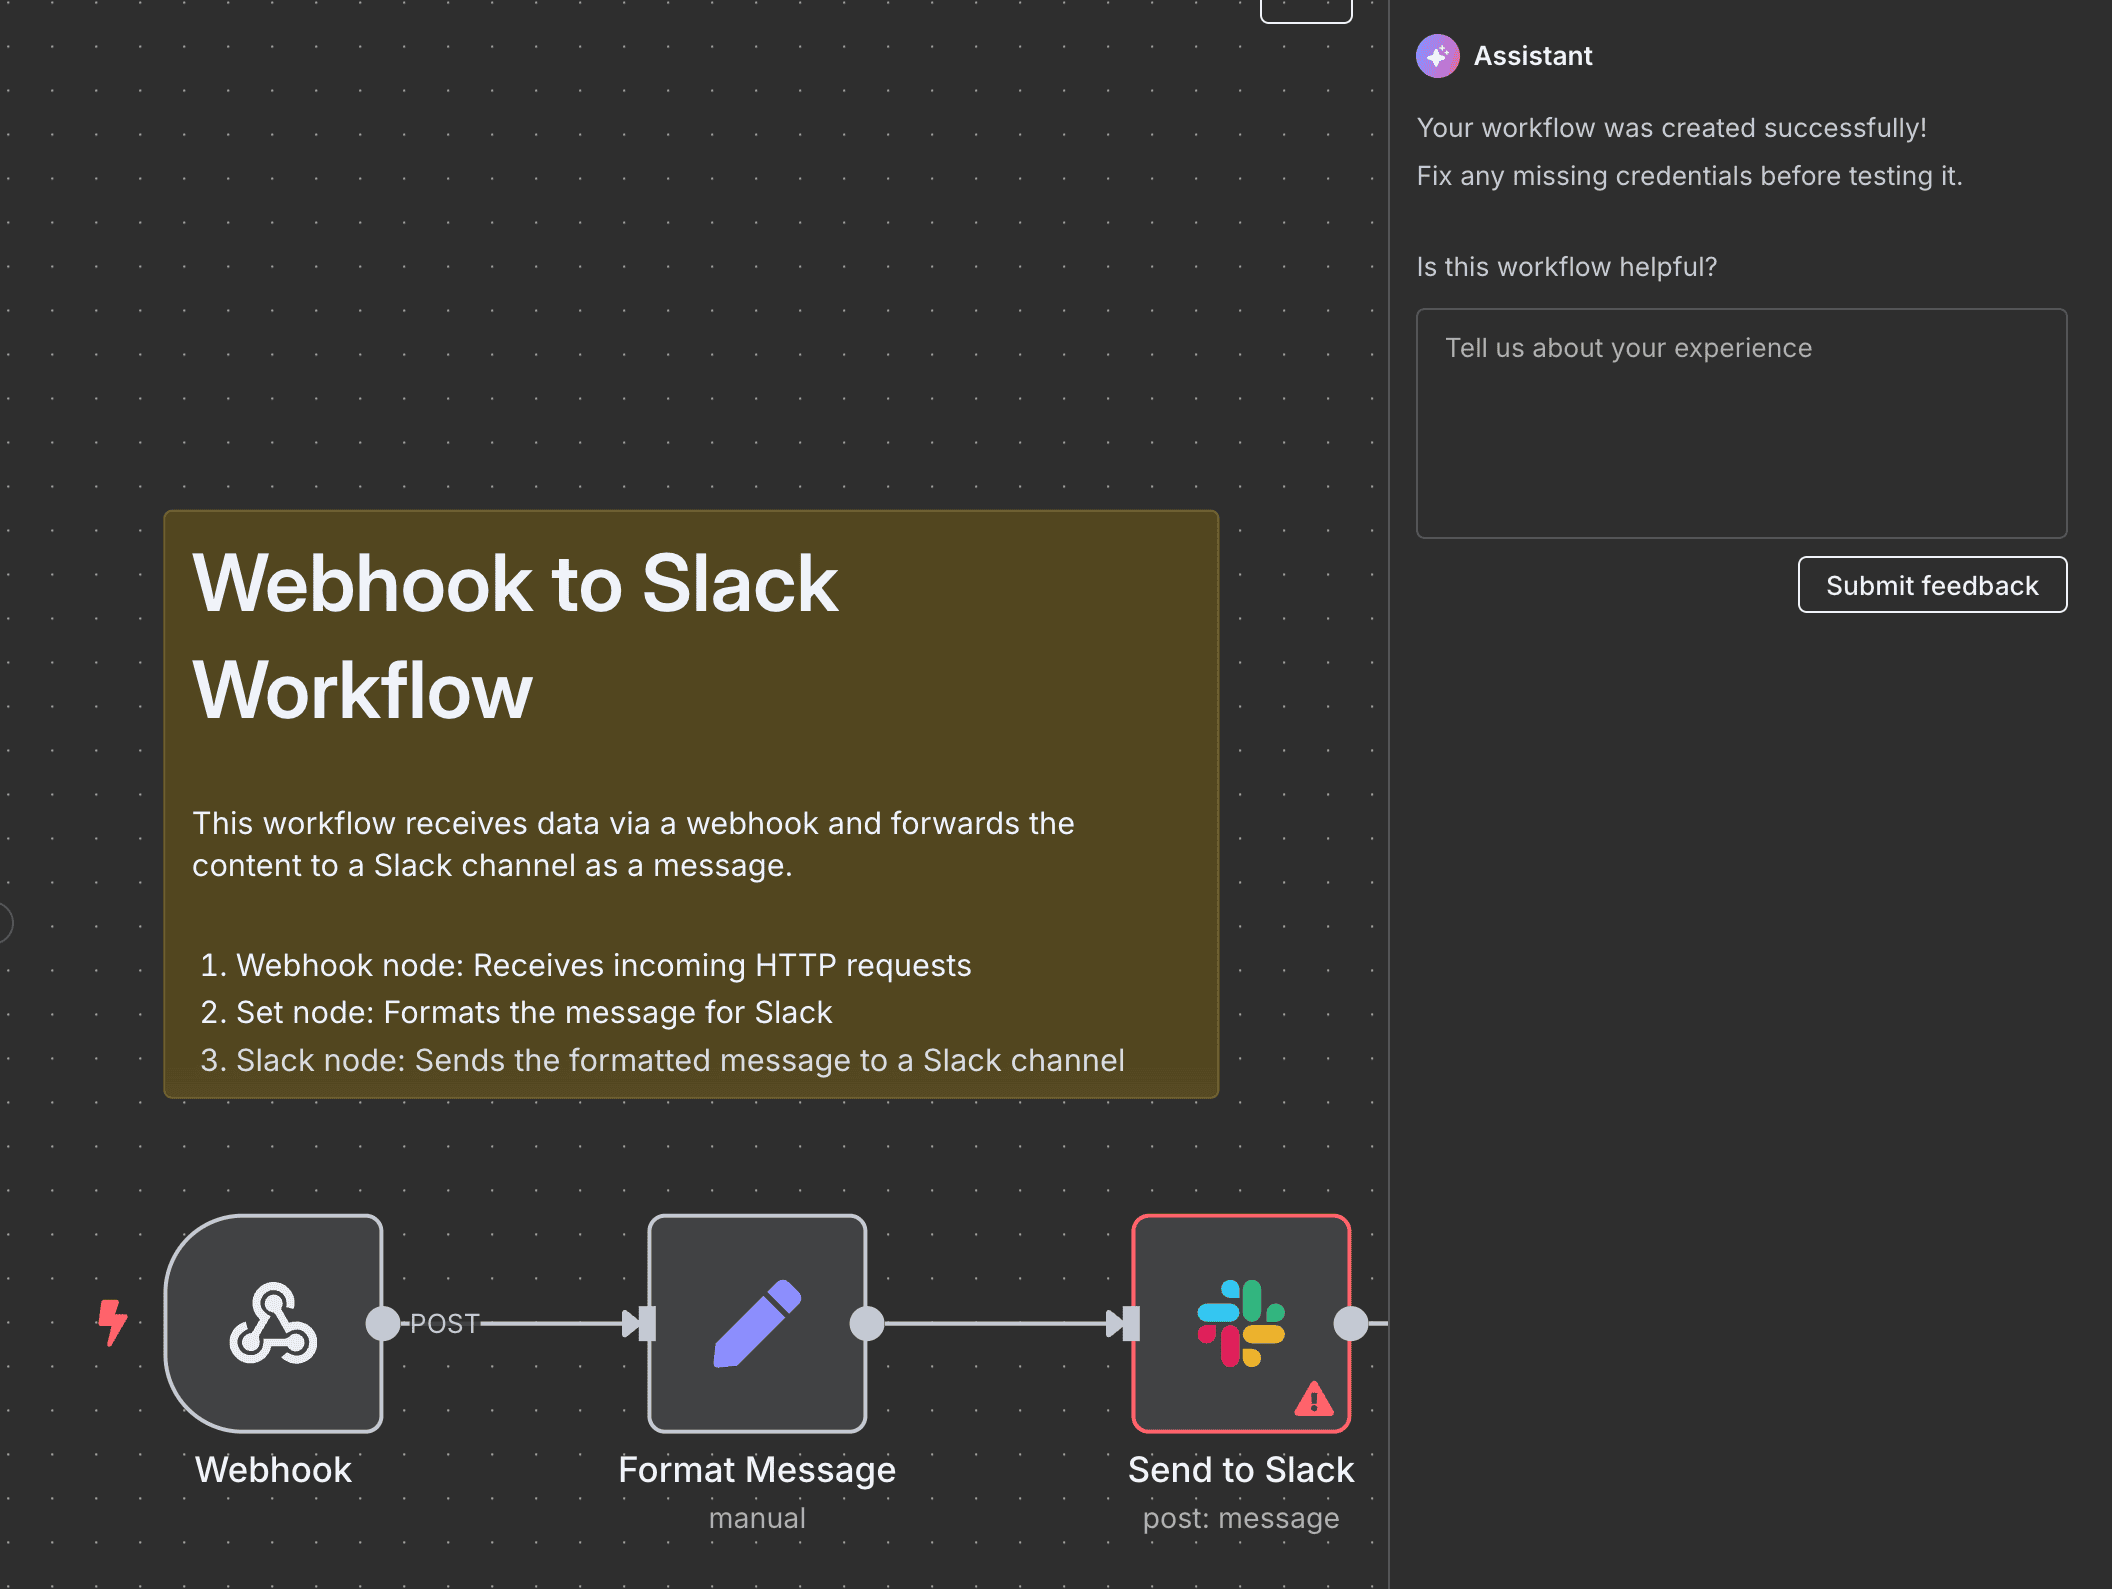 Assistant
Your workflow was created successfully!
Fix any missing credentials before testing it.
Is this workflow helpful?
Tell us about your experience
Submit feedback
Webhook to Slack
Workflow
This workflow receives data via a webhook and forwards the
content to a Slack channel as a message.
1. Webhook node: Receives incoming HTTP requests
2. Set node: Formats the message for Slack
3. Slack node: Sends the formatted message to a Slack channel
POST
Webhook
Format Message
manual
Send to Slack
post: message